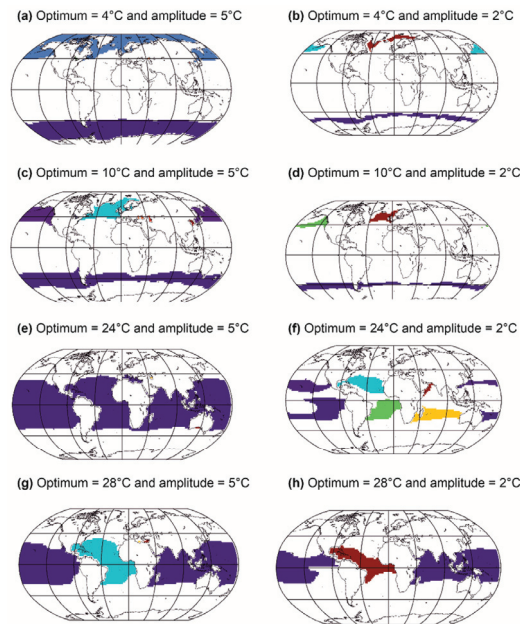 (a) Optimum = 4°C and amplitude = 5°C
(b) Optimum = 4°C and amplitude = 2°C
(c) Optimum = 10°C and amplitude = 5°C
(d) Optimum = 10°C and amplitude = 2°C
(e) Optimum = 24°C and amplitude = 5°C
(f) Optimum = 24°C and amplitude = 2°C
(g) Optimum = 28°C and amplitude = 5°C
(h) Optimum = 28°C and amplitude = 2°C